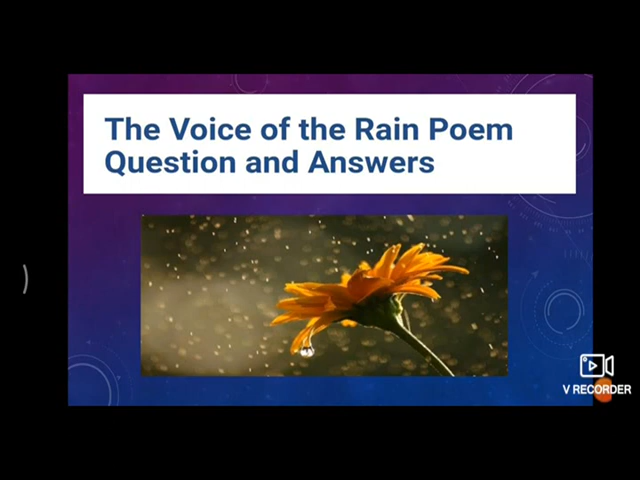 The Voice of the Rain Poem
Question and Answers
V RECORDER